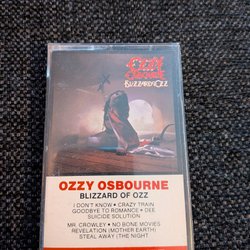 OZZY
OSBOURNE
BLIZZARD OF OZZ
OZZY OSBOURNE
BLIZZARD OF OZZ
I DON'T KNOW • CRAZY TRAIN
GOODBYE TO ROMANCE • DEE
SUICIDE SOLUTION
MR. CROWLEY • NO BONE MOVIES
REVELATION (MOTHER EARTH)
STEAL AWAY (THE NIGHT